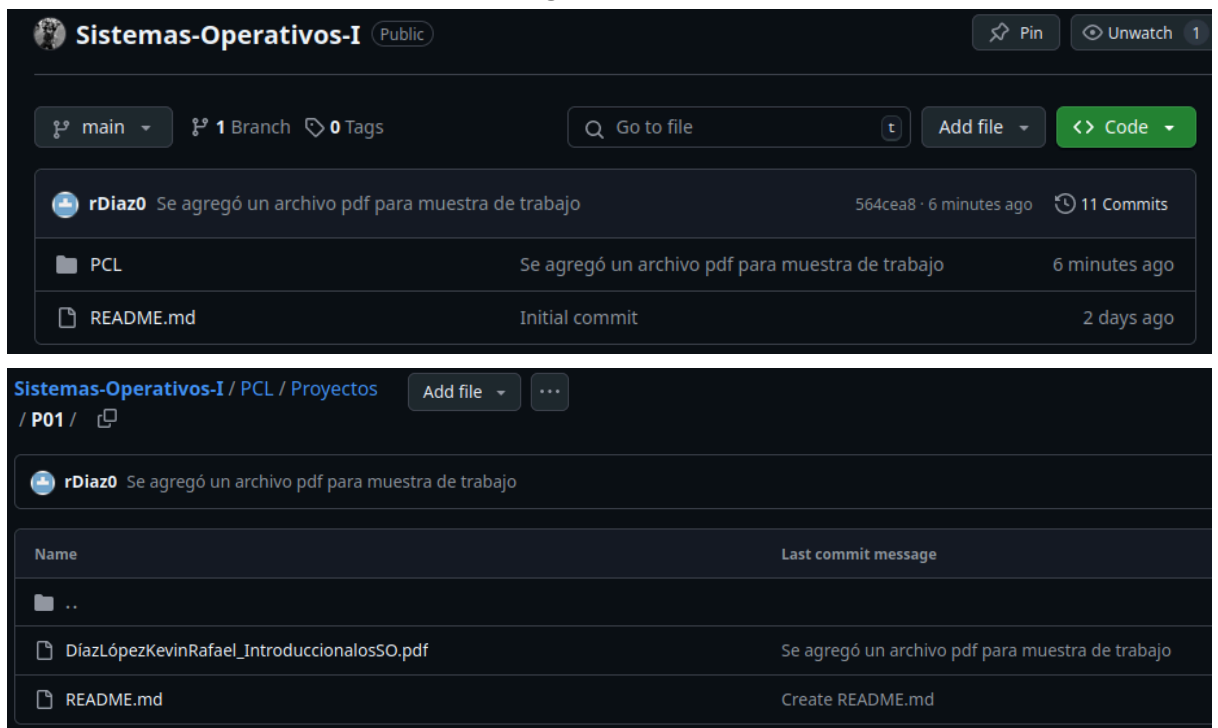 Sistemas-Operativos-I Public Pin Unwatch 1
main 1 Branch 0 Tags Go to file t Add file <> Code
rDiaz0 Se agregó un archivo pdf para muestra de trabajo 564cea8 · 6 minutes ago 11 Commits
PCL Se agregó un archivo pdf para muestra de trabajo 6 minutes ago
README.md Initial commit 2 days ago
Sistemas-Operativos-I / PCL / Proyectos Add file ···
/ P01 /
rDiaz0 Se agregó un archivo pdf para muestra de trabajo
Name Last commit message
..
DíazLópezKevinRafael_IntroduccionalosSO.pdf Se agregó un archivo pdf para muestra de trabajo
README.md Create README.md